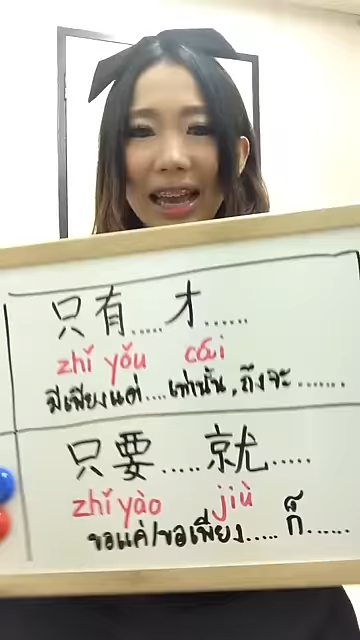 只有.....才......
zhǐ yǒu cái
มีเพียงแต่....เท่านั้น,ถึงจะ.......
只要.....就.....
zhǐ yào jiù
ขอแค่/ขอเพียง.....ก็......